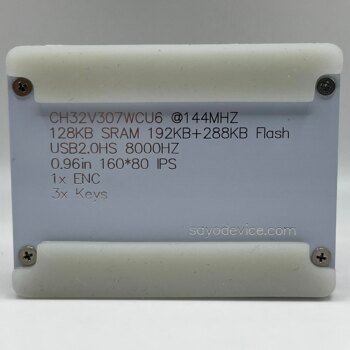 CH32V307WCU6 @144MHZ
128KB SRAM 192KB+288KB Flash
USB2.0HS 8000HZ
0.96in 160*80 IPS
1x ENC
3x Keys
sayodevice.com